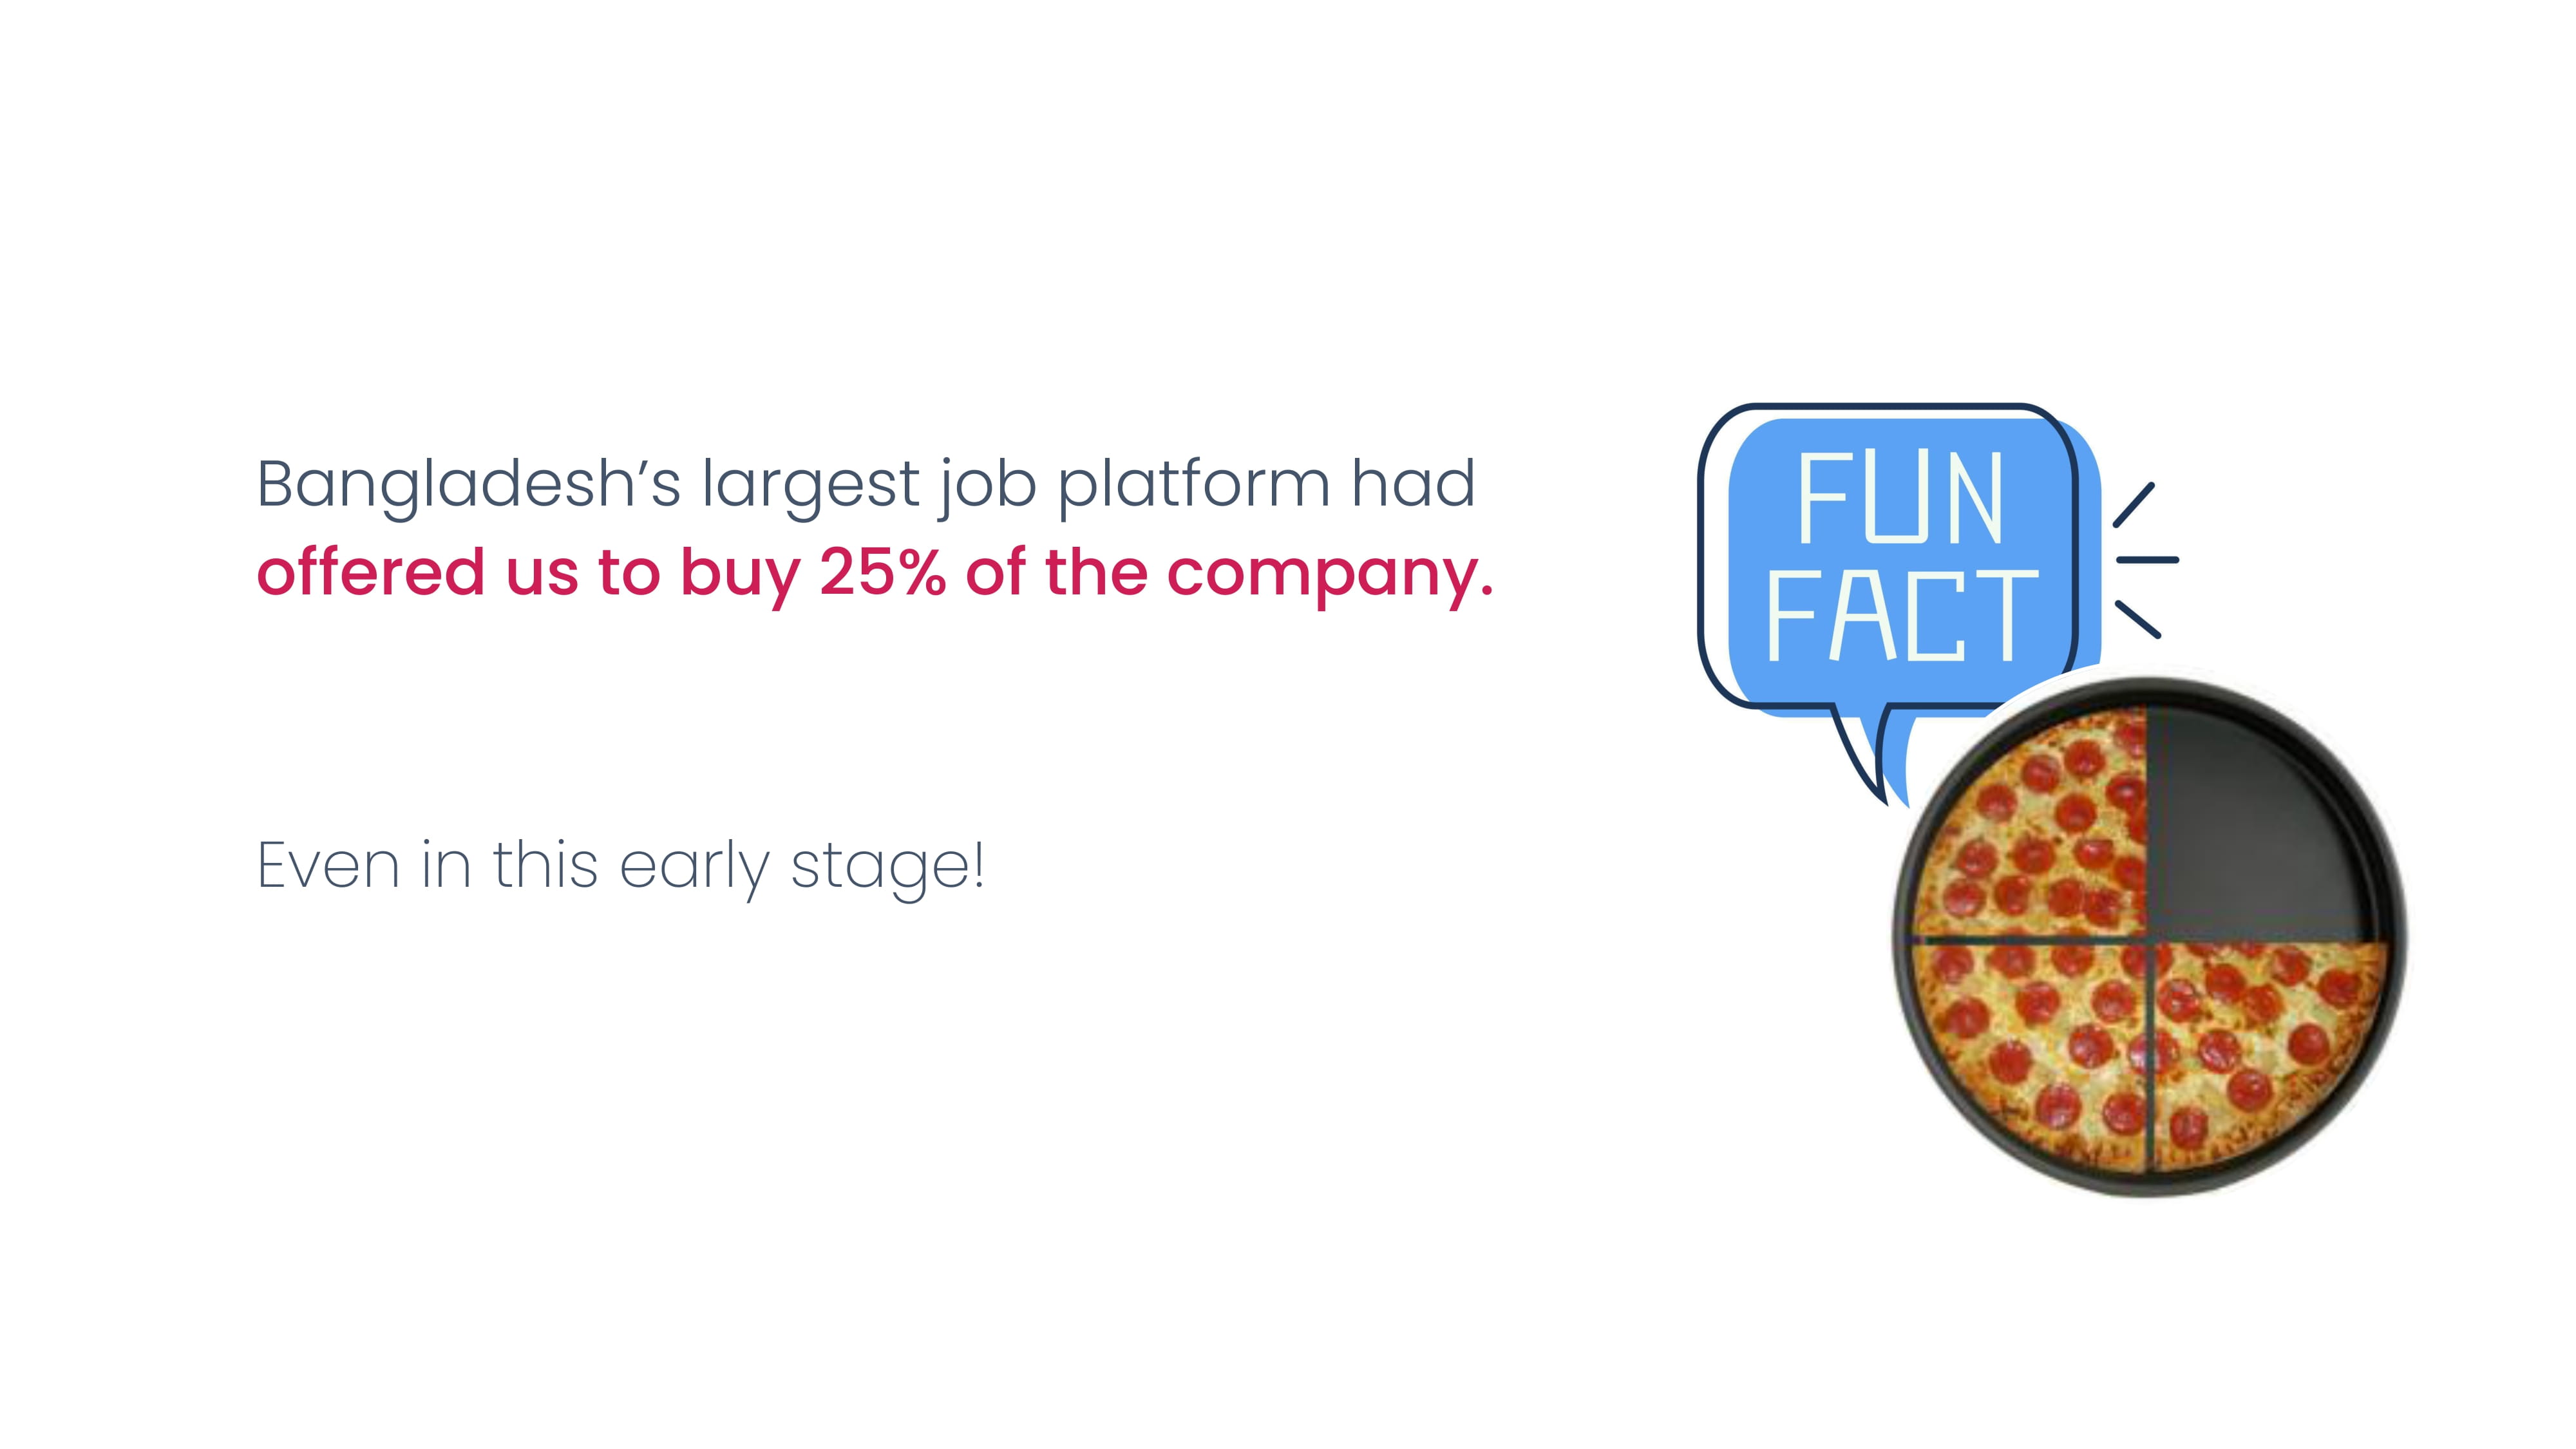 Bangladesh’s largest job platform had
offered us to buy 25% of the company.
Even in this early stage!
FUN
FACT